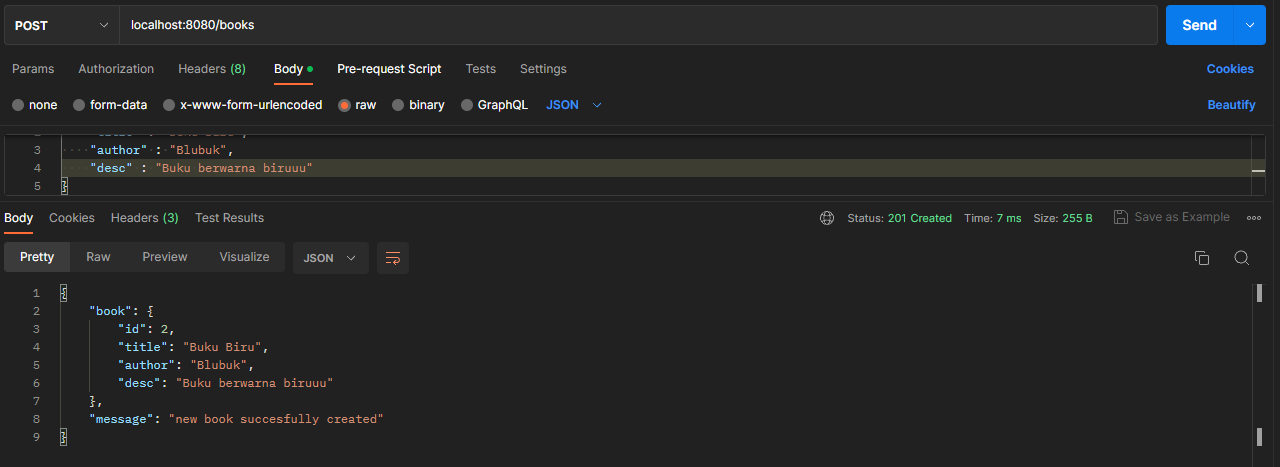 POST localhost:8080/books Send
Params Authorization Headers (8) Body Pre-request Script Tests Settings Cookies
none form-data x-www-form-urlencoded raw binary GraphQL JSON Beautify
3 "author" : "Blubuk",
4 "desc" : "Buku berwarna biruuu"
5 }
Body Cookies Headers (3) Test Results Status: 201 Created Time: 7 ms Size: 255 B Save as Example
Pretty Raw Preview Visualize JSON
1 {
2 "book": {
3 "id": 2,
4 "title": "Buku Biru",
5 "author": "Blubuk",
6 "desc": "Buku berwarna biruuu"
7 },
8 "message": "new book succesfully created"
9 }